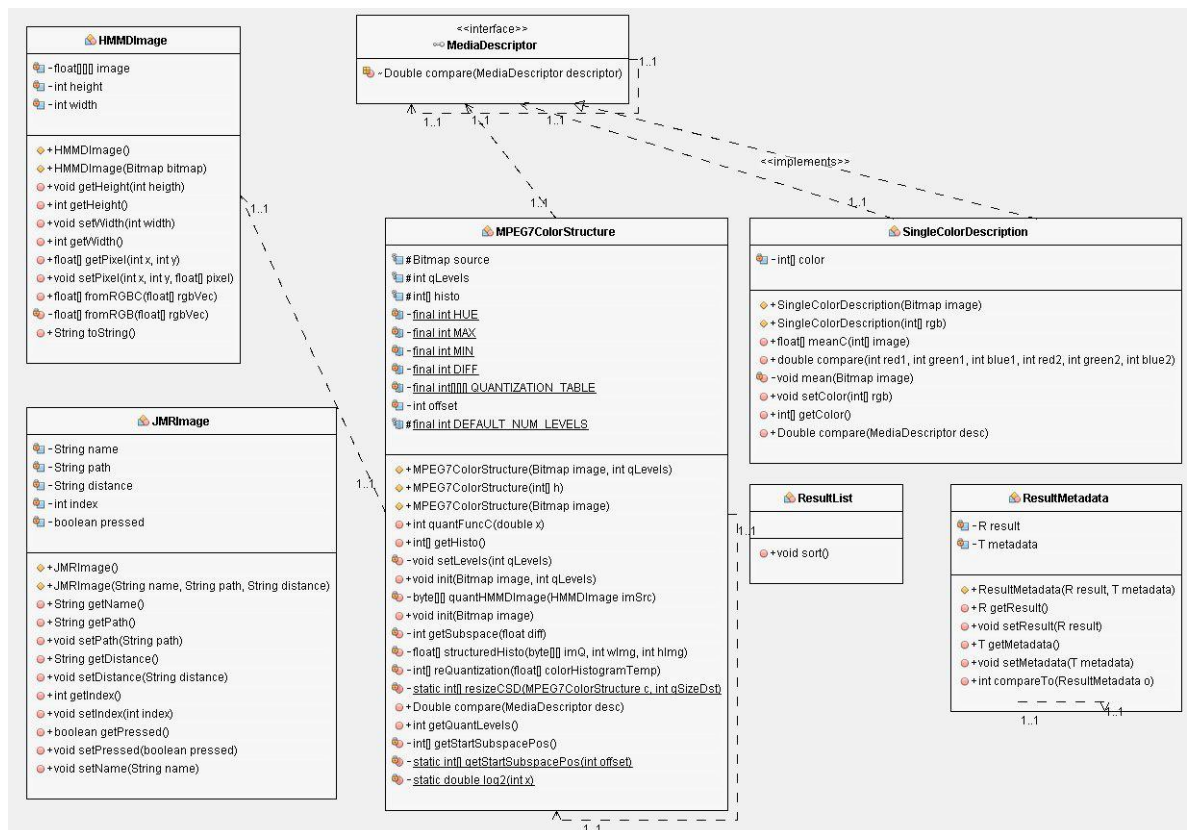 HMMDImage
-float[][][] image
-int height
-int width
+HMMDImage()
+HMMDImage(Bitmap bitmap)
+void getHeight(int heigth)
+int getHeight()
+void setWidth(int width)
+int getWidth()
+float[] getPixel(int x, int y)
+void setPixel(int x, int y, float[] pixel)
+float[] fromRGBC(float[] rgbVec)
-float[] fromRGB(float[] rgbVec)
+String toString()
<<interface>>
MediaDescriptor
-Double compare(MediaDescriptor descriptor)
1..1
1..1
1..1
1..1
<<implements>>
1..1
1..1
1..1
1..1
JMRImage
-String name
-String path
-String distance
-int index
-boolean pressed
+JMRImage()
+JMRImage(String name, String path, String distance)
+String getName()
+String getPath()
+void setPath(String path)
+String getDistance()
+void setDistance(String distance)
+int getIndex()
+void setIndex(int index)
+boolean getPressed()
+void setPressed(boolean pressed)
+void setName(String name)
MPEG7ColorStructure
#Bitmap source
#int qLevels
#int[] histo
-final int HUE
-final int MAX
-final int MIN
-final int DIFF
-final int[][][] QUANTIZATION_TABLE
-int offset
#final int DEFAULT_NUM_LEVELS
+MPEG7ColorStructure(Bitmap image, int qLevels)
+MPEG7ColorStructure(int[] h)
+MPEG7ColorStructure(Bitmap image)
+int quantFuncC(double x)
+int[] getHisto()
-void setLevels(int qLevels)
+void init(Bitmap image, int qLevels)
-byte[][] quantHMMDImage(HMMDImage imSrc)
+void init(Bitmap image)
-int getSubspace(float diff)
-float[] structuredHisto(byte[][] imQ, int wImg, int hImg)
-int[] reQuantization(float[] colorHistogramTemp)
-static int[] resizeCSD(MPEG7ColorStructure c, int qSizeDst)
+Double compare(MediaDescriptor desc)
+int getQuantLevels()
-int[] getStartSubspacePos()
-static int[] getStartSubspacePos(int offset)
-static double log2(int x)
1..1
1..1
SingleColorDescription
-int[] color
+SingleColorDescription(Bitmap image)
+SingleColorDescription(int[] rgb)
+float[] meanC(int[] image)
+double compare(int red1, int green1, int blue1, int red2, int green2, int blue2)
-void mean(Bitmap image)
+void setColor(int[] rgb)
+int[] getColor()
+Double compare(MediaDescriptor desc)
ResultList
+void sort()
ResultMetadata
-R result
-T metadata
+ResultMetadata(R result, T metadata)
+R getResult()
+void setResult(R result)
+T getMetadata()
+void setMetadata(T metadata)
+int compareTo(ResultMetadata o)
1..1
1..1